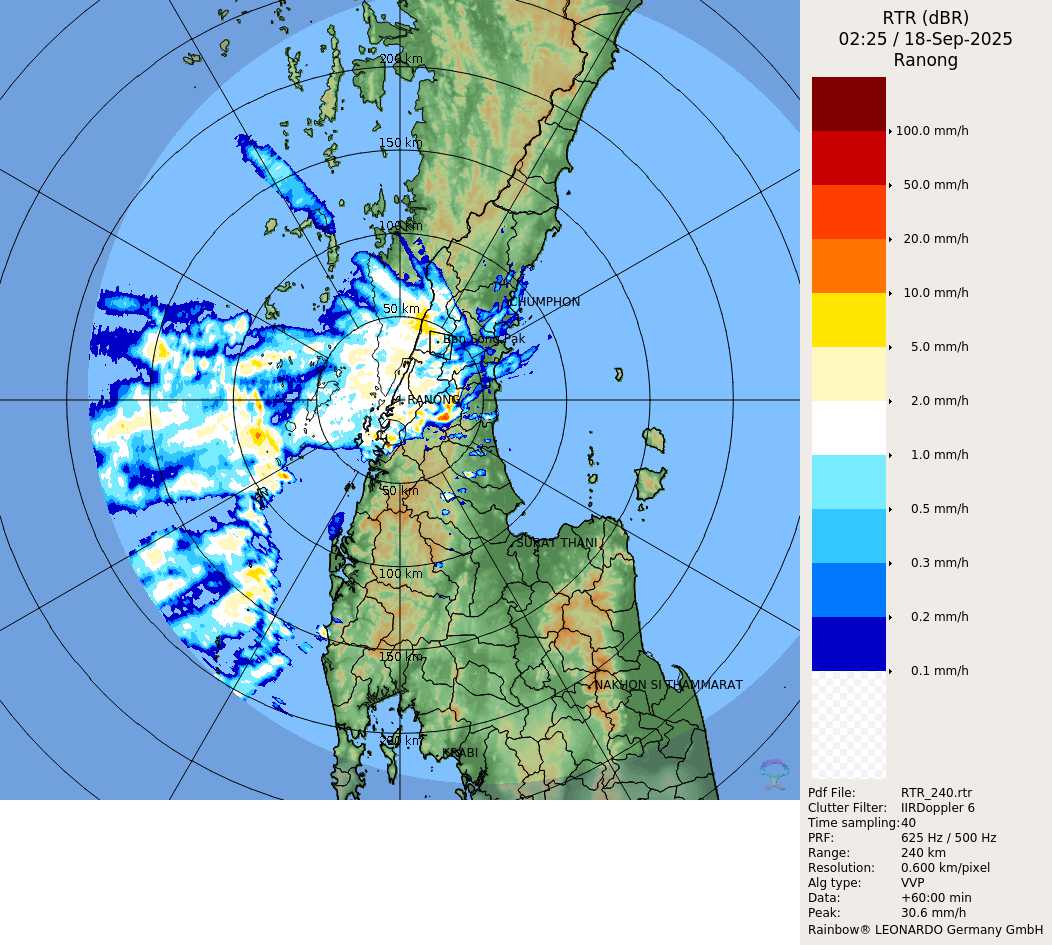 RTR (dBR)
02:25 / 18-Sep-2025
Ranong
100.0 mm/h
50.0 mm/h
20.0 mm/h
10.0 mm/h
5.0 mm/h
2.0 mm/h
1.0 mm/h
0.5 mm/h
0.3 mm/h
0.2 mm/h
0.1 mm/h
Pdf File: RTR_240.rtr
Clutter Filter: IIRDoppler 6
Time sampling: 40
PRF: 625 Hz / 500 Hz
Range: 240 km
Resolution: 0.600 km/pixel
Alg type: VVP
Data: +60:00 min
Peak: 30.6 mm/h
Rainbow® LEONARDO Germany GmbH
200 km
150 km
100 km
CHUMPHON
50 km
Ban Song Pak
RANONG
50 km
SURAT THANI
100 km
150 km
NAKHON SI THAMMARAT
200 km
KRABI